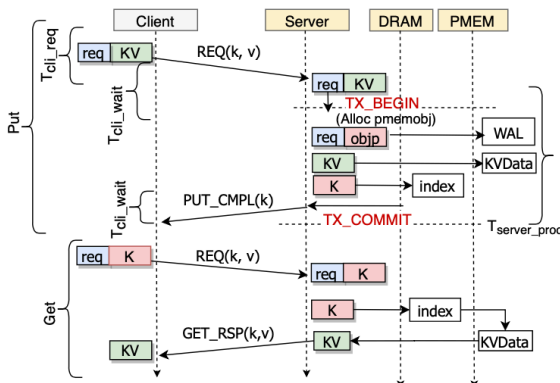 Client Server DRAM PMEM
Put
T_cli_req
req KV
REQ(k, v)
T_cli_wait
req KV
TX_BEGIN
(Alloc pmemobj)
req objp
WAL
KV
KVData
K
index
T_cli_wait
PUT_CMPL(k)
TX_COMMIT
T_server_proc
Get
req K
REQ(k, v)
req K
K
index
KVData
KV
GET_RSP(k,v)
KV